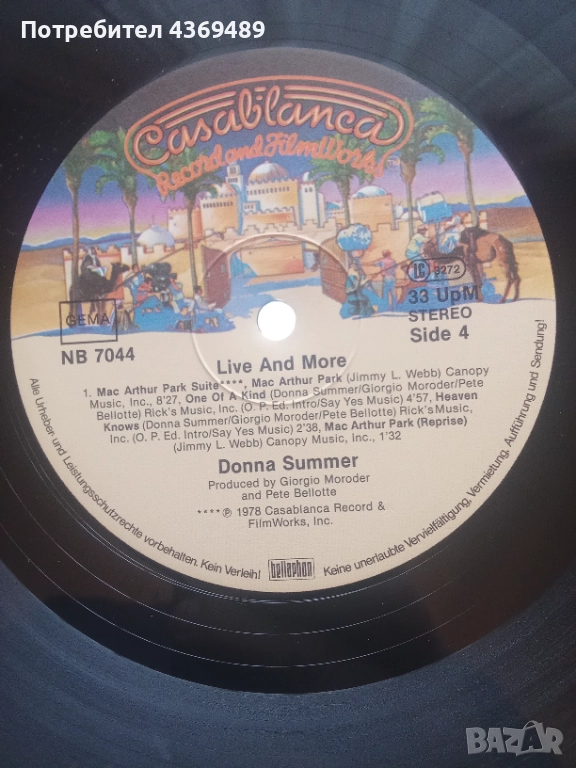 Потребител 4369489
Casablanca
Record and FilmWorks
TM
LC 3272
GEMA
33 UpM
STEREO
NB 7044
Side 4
Live And More
1. Mac Arthur Park Suite****, Mac Arthur Park (Jimmy L. Webb) Canopy
Music, Inc., 8'27, One Of A Kind (Donna Summer/Giorgio Moroder/Pete
Bellotte) Rick's Music, Inc. (O. P. Ed. Intro/Say Yes Music) 4'57, Heaven
Knows (Donna Summer/Giorgio Moroder/Pete Bellotte) Rick's Music,
Inc. (O. P. Ed. Intro/Say Yes Music) 2'38, Mac Arthur Park (Reprise)
(Jimmy L. Webb) Canopy Music, Inc., 1'32
Donna Summer
Produced by Giorgio Moroder
and Pete Bellotte
****℗ 1978 Casablanca Record &
FilmWorks, Inc.
Alle Urheber und Leistungsschutzrechte vorbehalten. Kein Verleih!
bellaphon
Keine unerlaubte Vervielfältigung, Vermietung, Aufführung und Sendung!
BAZAR